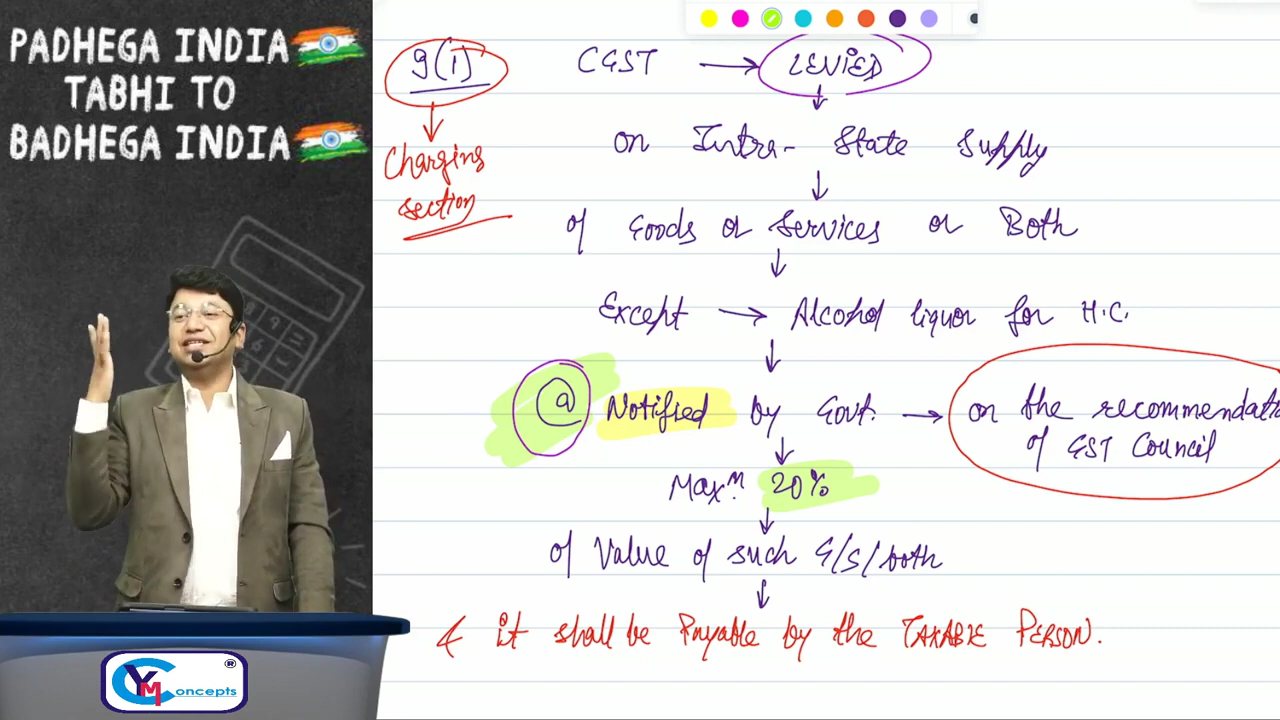 PADHEGA INDIA
TABHI TO
BADHEGA INDIA
YM Concepts ®
9(1) CGST → LEVIED
Charging
section
on Intra- State Supply
of Goods or Services or Both
Except → Alcohol liquor for H.C.
@ Notified by Govt. → on the recommendati
of GST Council
Maxm. 20%
of Value of such G/S/both
& it shall be Payable by the TAXABLE PERSON.